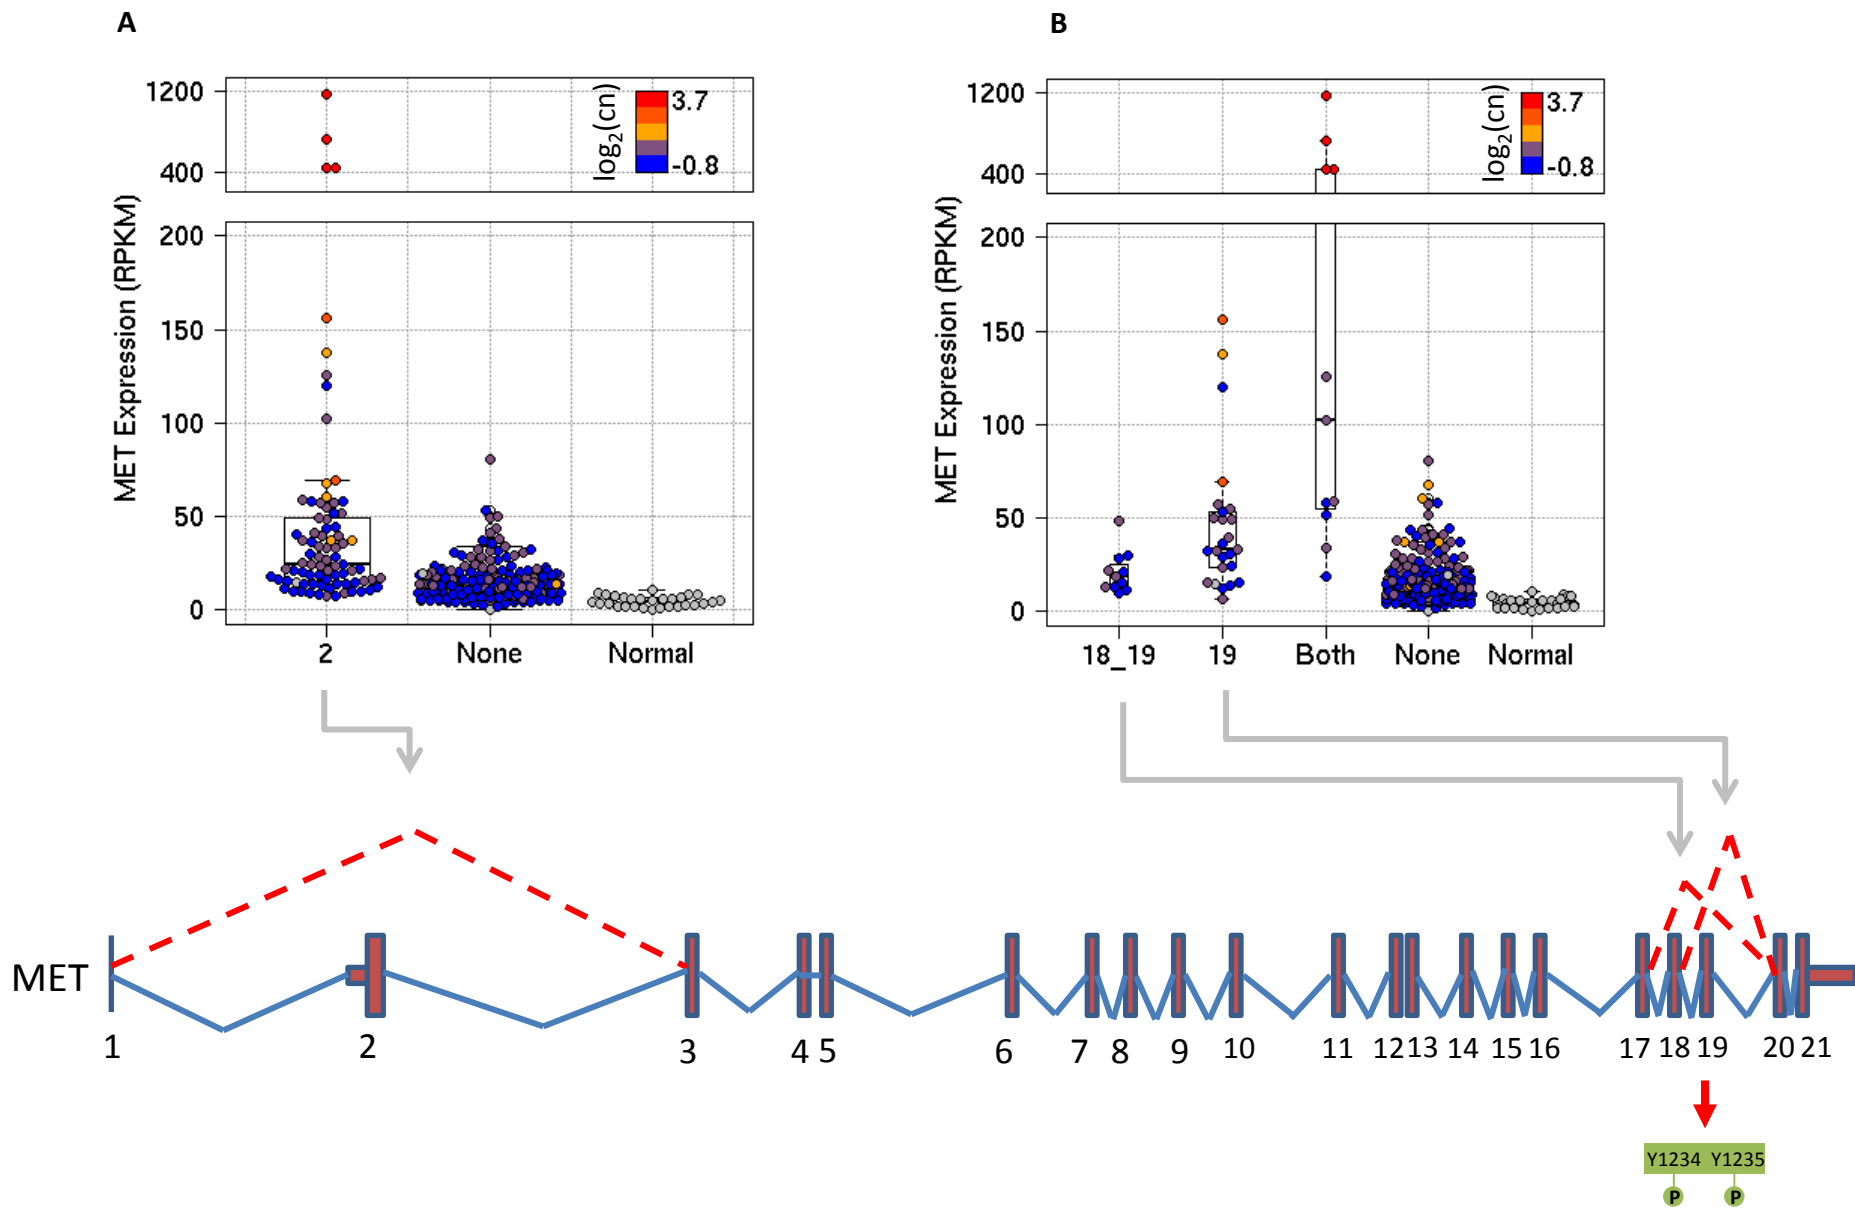 A
B
MET Expression (RPKM)
1200
400
200
150
100
50
0
log2(cn)
3.7
-0.8
2 None Normal
MET Expression (RPKM)
1200
400
200
150
100
50
0
log2(cn)
3.7
-0.8
18_19 19 Both None Normal
MET
1 2 3 4 5 6 7 8 9 10 11 12 13 14 15 16 17 18 19 20 21
Y1234 Y1235
P P